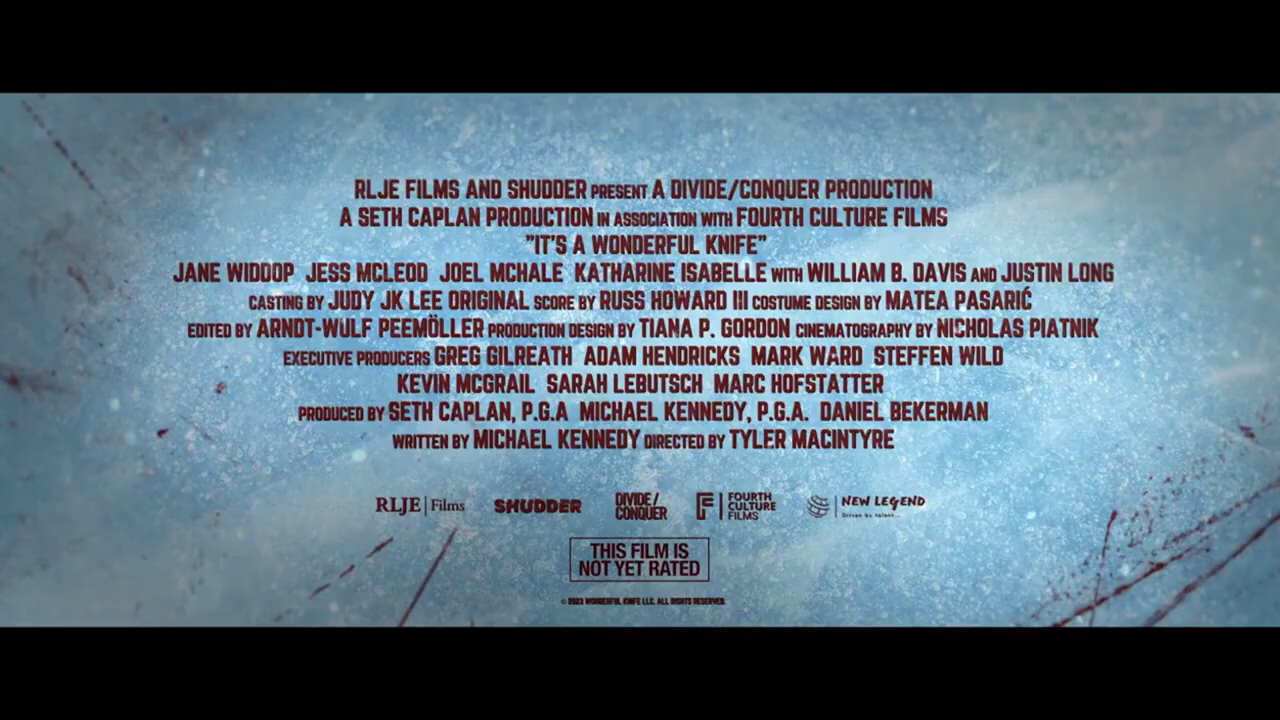 RLJE FILMS AND SHUDDER PRESENT A DIVIDE/CONQUER PRODUCTION
A SETH CAPLAN PRODUCTION IN ASSOCIATION WITH FOURTH CULTURE FILMS
"IT'S A WONDERFUL KNIFE"
JANE WIDDOP JESS MCLEOD JOEL MCHALE KATHARINE ISABELLE WITH WILLIAM B. DAVIS AND JUSTIN LONG
CASTING BY JUDY JK LEE ORIGINAL SCORE BY RUSS HOWARD III COSTUME DESIGN BY MATEA PASARIĆ
EDITED BY ARNDT-WULF PEEMÖLLER PRODUCTION DESIGN BY TIANA P. GORDON CINEMATOGRAPHY BY NICHOLAS PIATNIK
EXECUTIVE PRODUCERS GREG GILREATH ADAM HENDRICKS MARK WARD STEFFEN WILD
KEVIN MCGRAIL SARAH LEBUTSCH MARC HOFSTATTER
PRODUCED BY SETH CAPLAN, P.G.A MICHAEL KENNEDY, P.G.A. DANIEL BEKERMAN
WRITTEN BY MICHAEL KENNEDY DIRECTED BY TYLER MACINTYRE
RLJE | Films
SHUDDER
DIVIDE/
CONQUER
FOURTH
CULTURE
FILMS
NEW LEGEND
Driven by talent...
THIS FILM IS
NOT YET RATED
© 2023 WONDERFUL KNIFE LLC. ALL RIGHTS RESERVED.